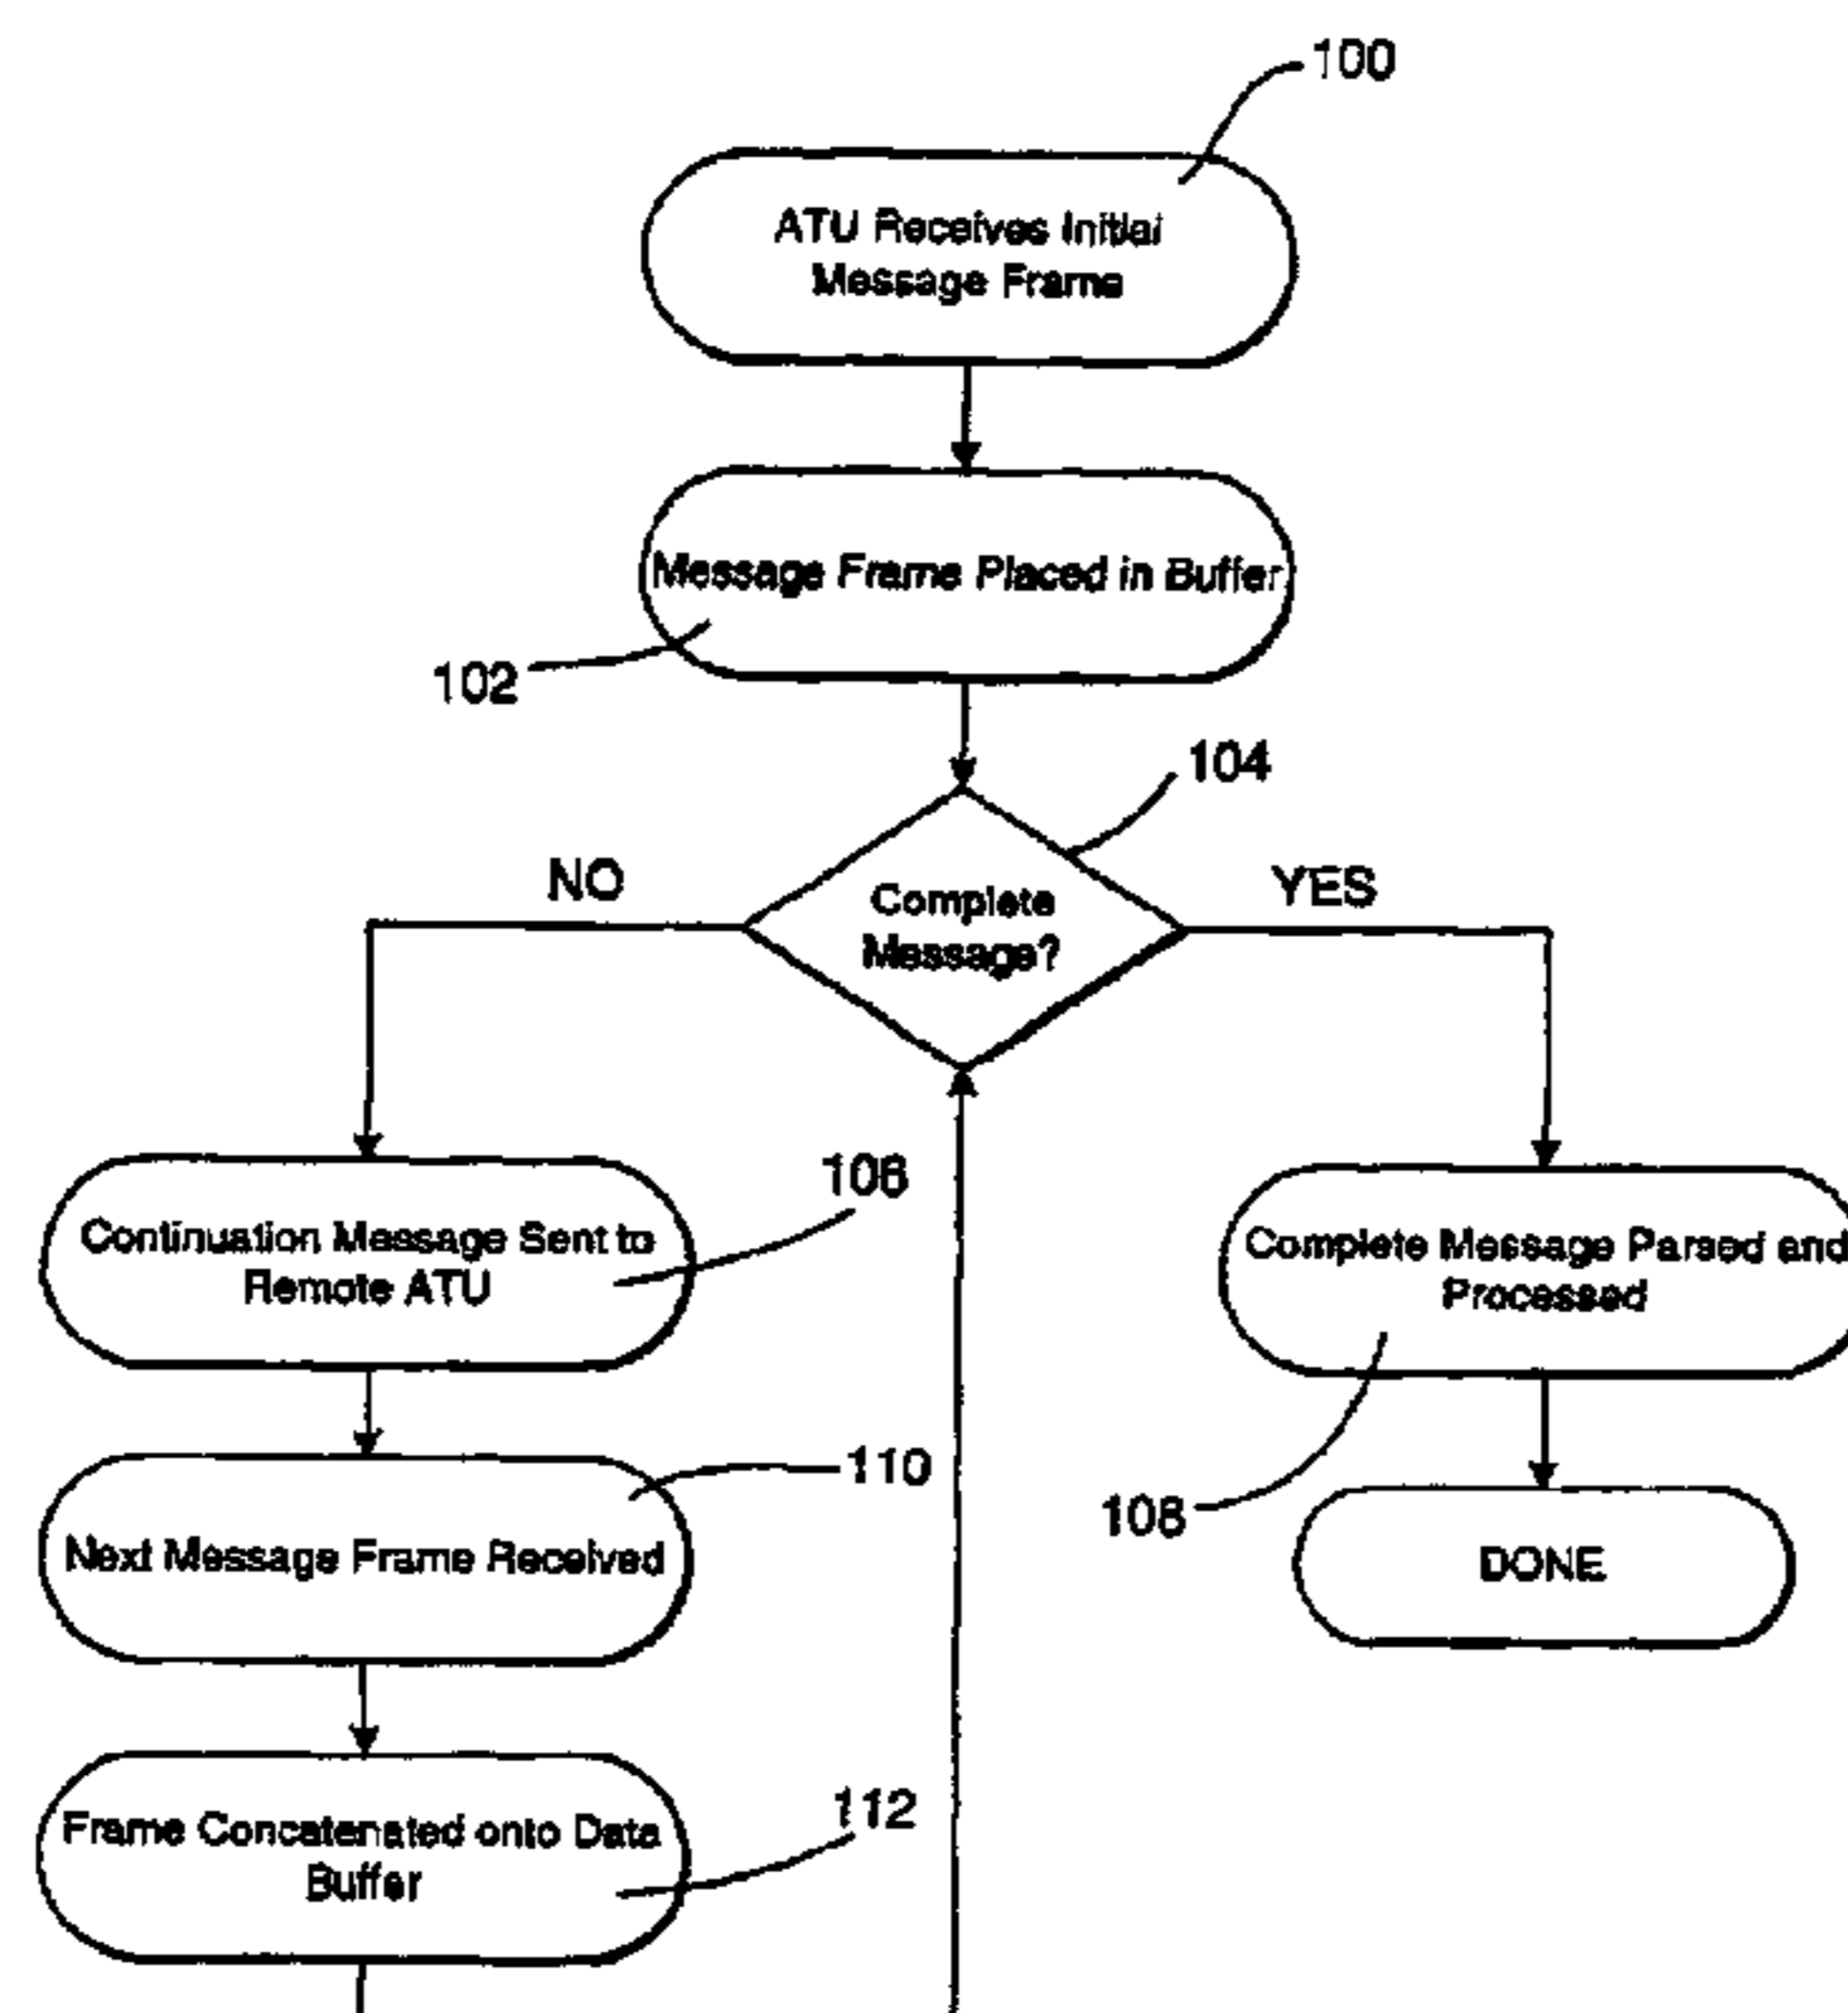 100
ATU Receives Initial
Message Frame
Message Frame Placed in Buffer
102
104
NO
YES
Complete
Message?
106
Continuation Message Sent to
Remote ATU
Complete Message Parsed and
Processed
110
108
Next Message Frame Received
DONE
112
Frame Concatenated onto Data
Buffer